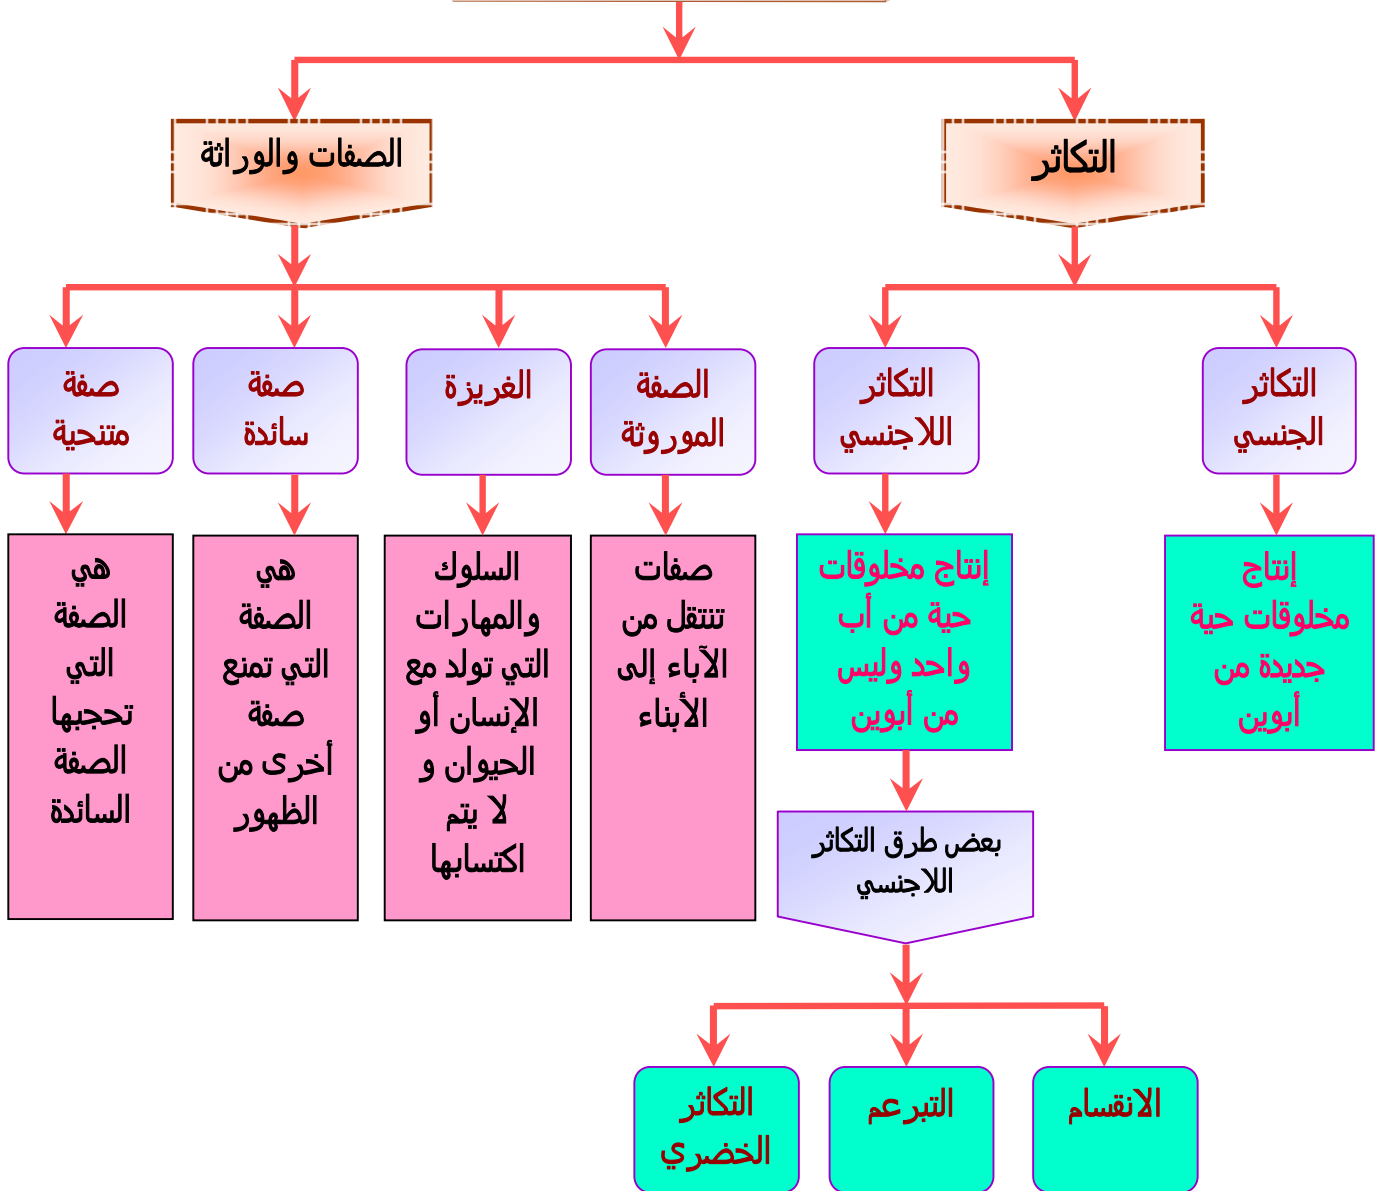 التكاثر
الصفات والوراثة
التكاثر
الجنسي
التكاثر
اللاجنسي
الصفة
الموروثة
الغريزة
صفة
سائدة
صفة
متنحية
إنتاج
مخلوقات حية
جديدة من
أبوين
إنتاج مخلوقات
حية من أب
واحد وليس
من أبوين
صفات
تنتقل من
الآباء إلى
الأبناء
السلوك
والمهارات
التي تولد مع
الإنسان أو
الحيوان و
لا يتم
اكتسابها
هي
الصفة
التي تمنع
صفة
أخرى من
الظهور
هي
الصفة
التي
تحجبها
الصفة
السائدة
بعض طرق التكاثر
اللاجنسي
الانقسام
التبرعم
التكاثر
الخضري